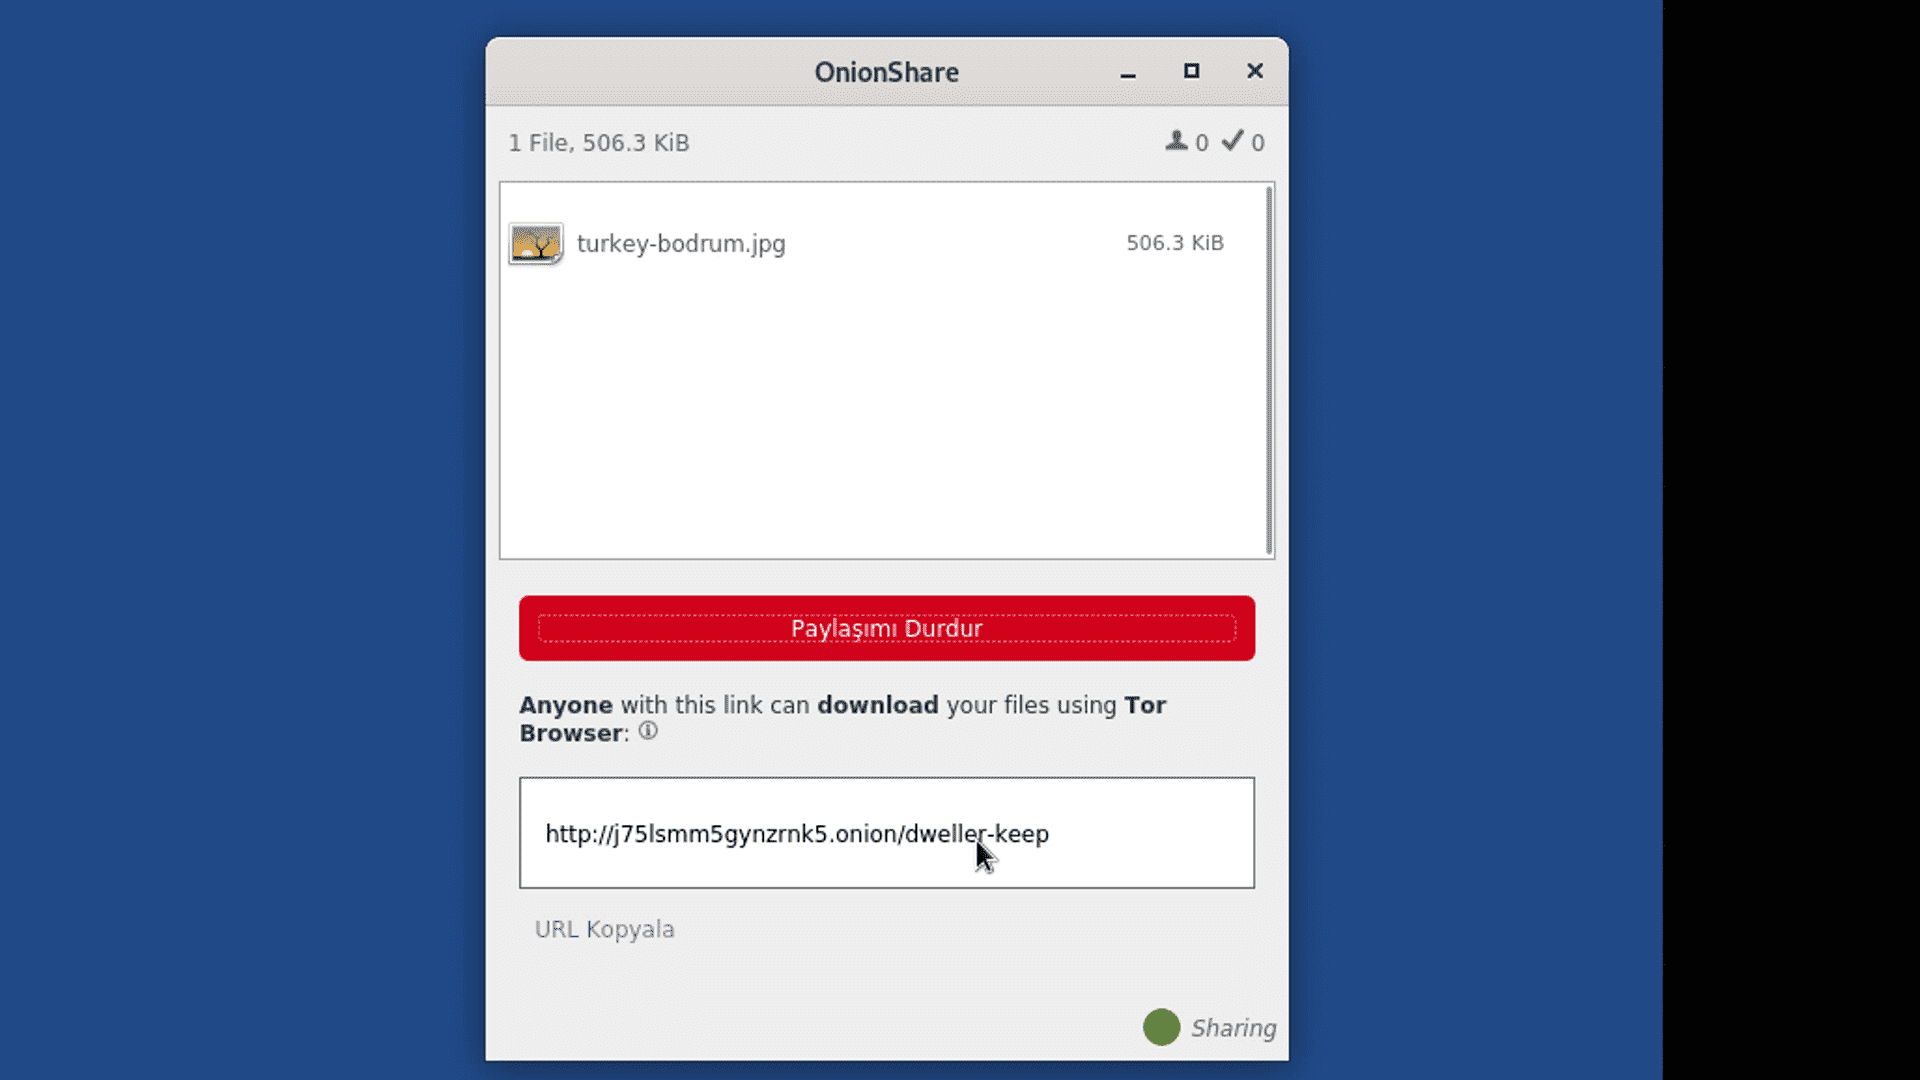 OnionShare
1 File, 506.3 KiB
0 0
turkey-bodrum.jpg 506.3 KiB
Paylaşımı Durdur
Anyone with this link can download your files using Tor
Browser:
http://j75lsmm5gynzrnk5.onion/dweller-keep
URL Kopyala
Sharing